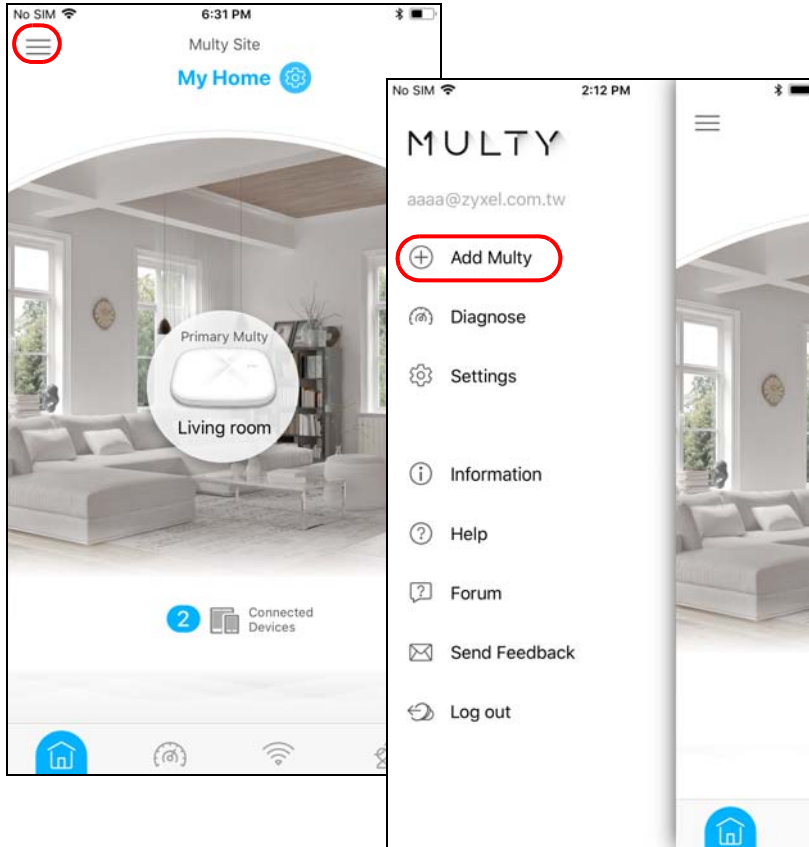 No SIM 6:31 PM
Multy Site
My Home
Primary Multy
Living room
2 Connected
Devices
No SIM 2:12 PM
MULTY
aaaa@zyxel.com.tw
Add Multy
Diagnose
Settings
Information
Help
Forum
Send Feedback
Log out